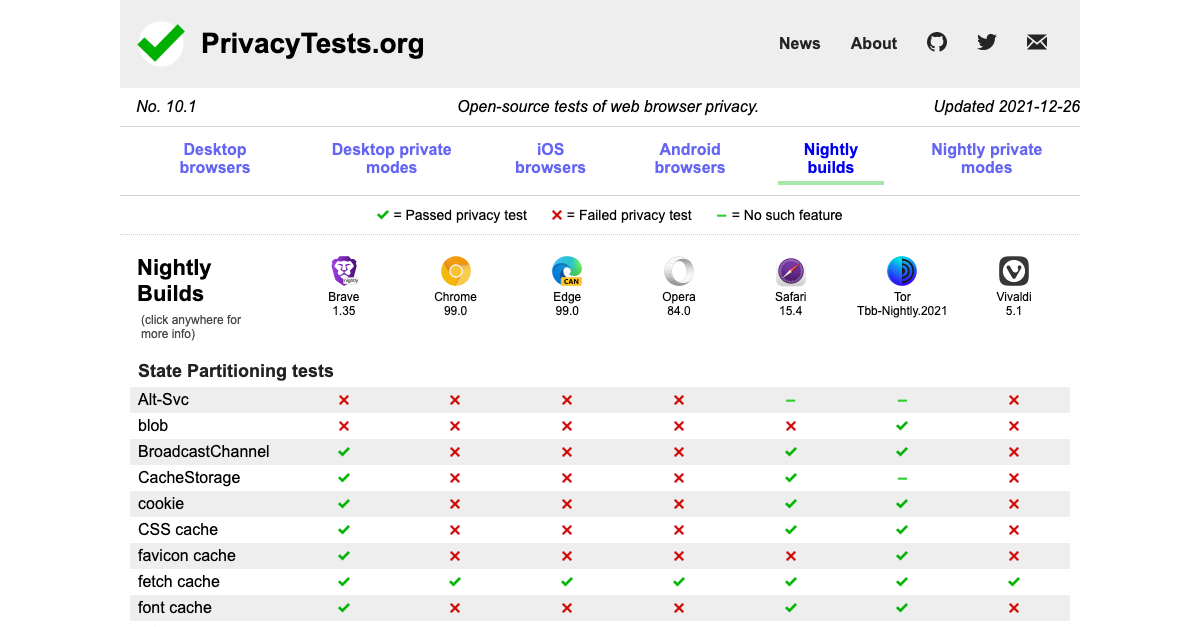 PrivacyTests.org
News About
No. 10.1 Open-source tests of web browser privacy. Updated 2021-12-26
Desktop browsers
Desktop private modes
iOS browsers
Android browsers
Nightly builds
Nightly private modes
✓ = Passed privacy test ✕ = Failed privacy test – = No such feature
Nightly Builds
(click anywhere for more info)
Brave 1.35
Chrome 99.0
CAN
Edge 99.0
Opera 84.0
Safari 15.4
Tor Tbb-Nightly.2021
Vivaldi 5.1
State Partitioning tests
Alt-Svc ✕ ✕ ✕ ✕ – – ✕
blob ✕ ✕ ✕ ✕ ✕ ✓ ✕
BroadcastChannel ✓ ✕ ✕ ✕ ✓ ✓ ✕
CacheStorage ✓ ✕ ✕ ✕ ✓ – ✕
cookie ✓ ✕ ✕ ✕ ✓ ✓ ✕
CSS cache ✓ ✕ ✕ ✕ ✓ ✓ ✕
favicon cache ✓ ✕ ✕ ✕ ✕ ✓ ✕
fetch cache ✓ ✓ ✓ ✓ ✓ ✓ ✓
font cache ✓ ✕ ✕ ✕ ✓ ✓ ✕